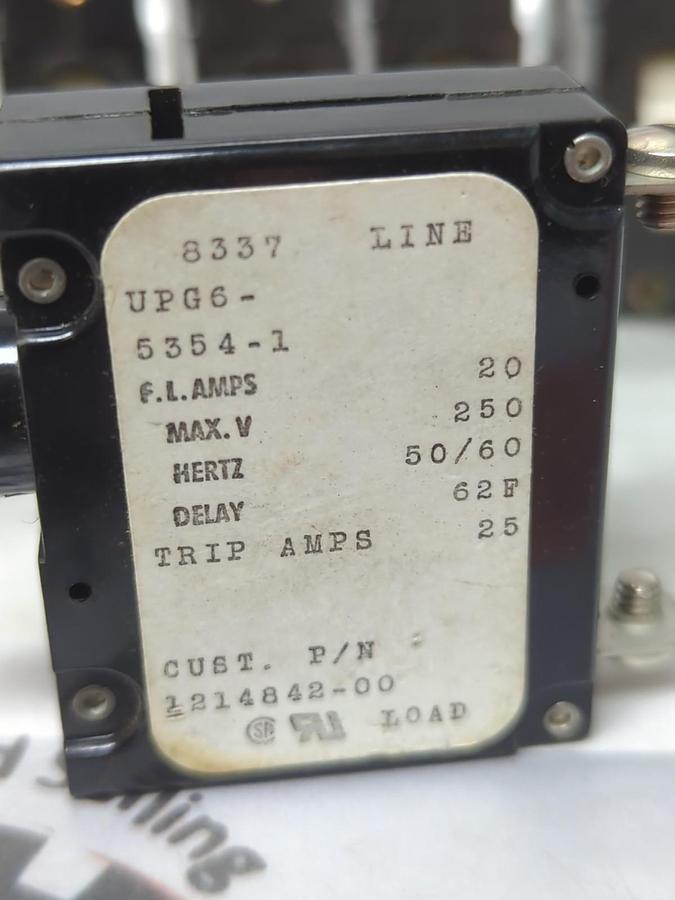 8337 LINE
UPG6-
5354-1
F.L.AMPS 20
MAX.V 250
HERTZ 50/60
DELAY 62F
TRIP AMPS 25
CUST. P/N
1214842-00
LOAD